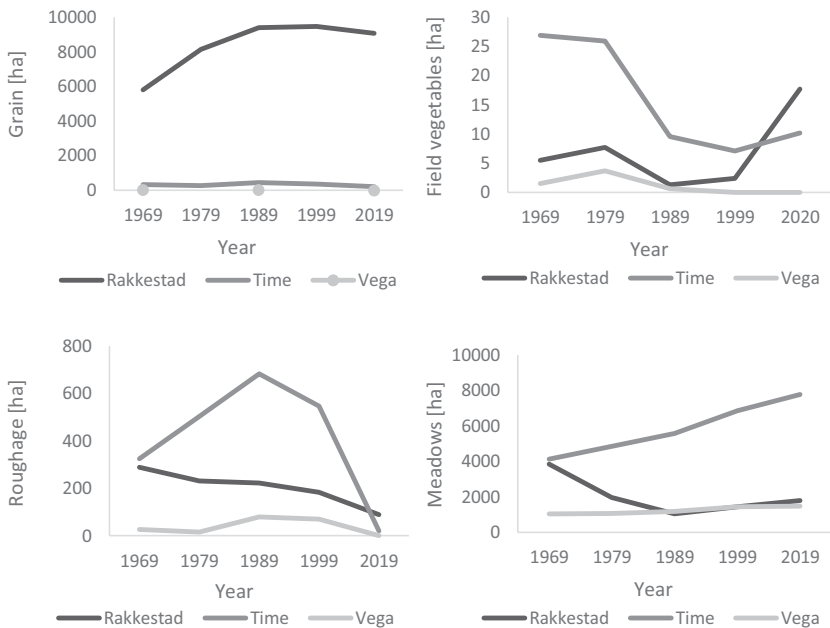 Grain [ha]
10000
8000
6000
4000
2000
0
1969 1979 1989 1999 2019
Year
Rakkestad Time Vega
Field vegetables [ha]
30
25
20
15
10
5
0
1969 1979 1989 1999 2020
Year
Rakkestad Time Vega
Roughage [ha]
800
600
400
200
0
1969 1979 1989 1999 2019
Year
Rakkestad Time Vega
Meadows [ha]
10000
8000
6000
4000
2000
0
1969 1979 1989 1999 2019
Year
Rakkestad Time Vega